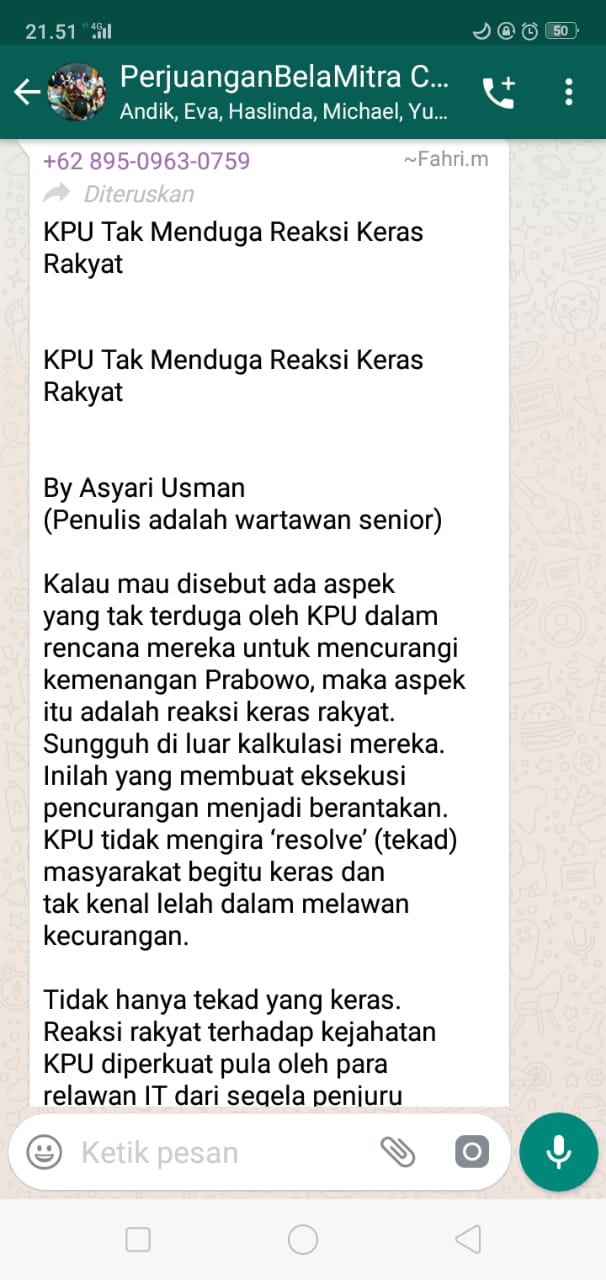 21.51 4G 50
PerjuanganBelaMitra C...
Andik, Eva, Haslinda, Michael, Yu...
+62 895-0963-0759 ~Fahri.m
Diteruskan
KPU Tak Menduga Reaksi Keras
Rakyat
KPU Tak Menduga Reaksi Keras
Rakyat
By Asyari Usman
(Penulis adalah wartawan senior)
Kalau mau disebut ada aspek
yang tak terduga oleh KPU dalam
rencana mereka untuk mencurangi
kemenangan Prabowo, maka aspek
itu adalah reaksi keras rakyat.
Sungguh di luar kalkulasi mereka.
Inilah yang membuat eksekusi
pencurangan menjadi berantakan.
KPU tidak mengira ‘resolve’ (tekad)
masyarakat begitu keras dan
tak kenal lelah dalam melawan
kecurangan.
Tidak hanya tekad yang keras.
Reaksi rakyat terhadap kejahatan
KPU diperkuat pula oleh para
relawan IT dari segela penjuru
Ketik pesan